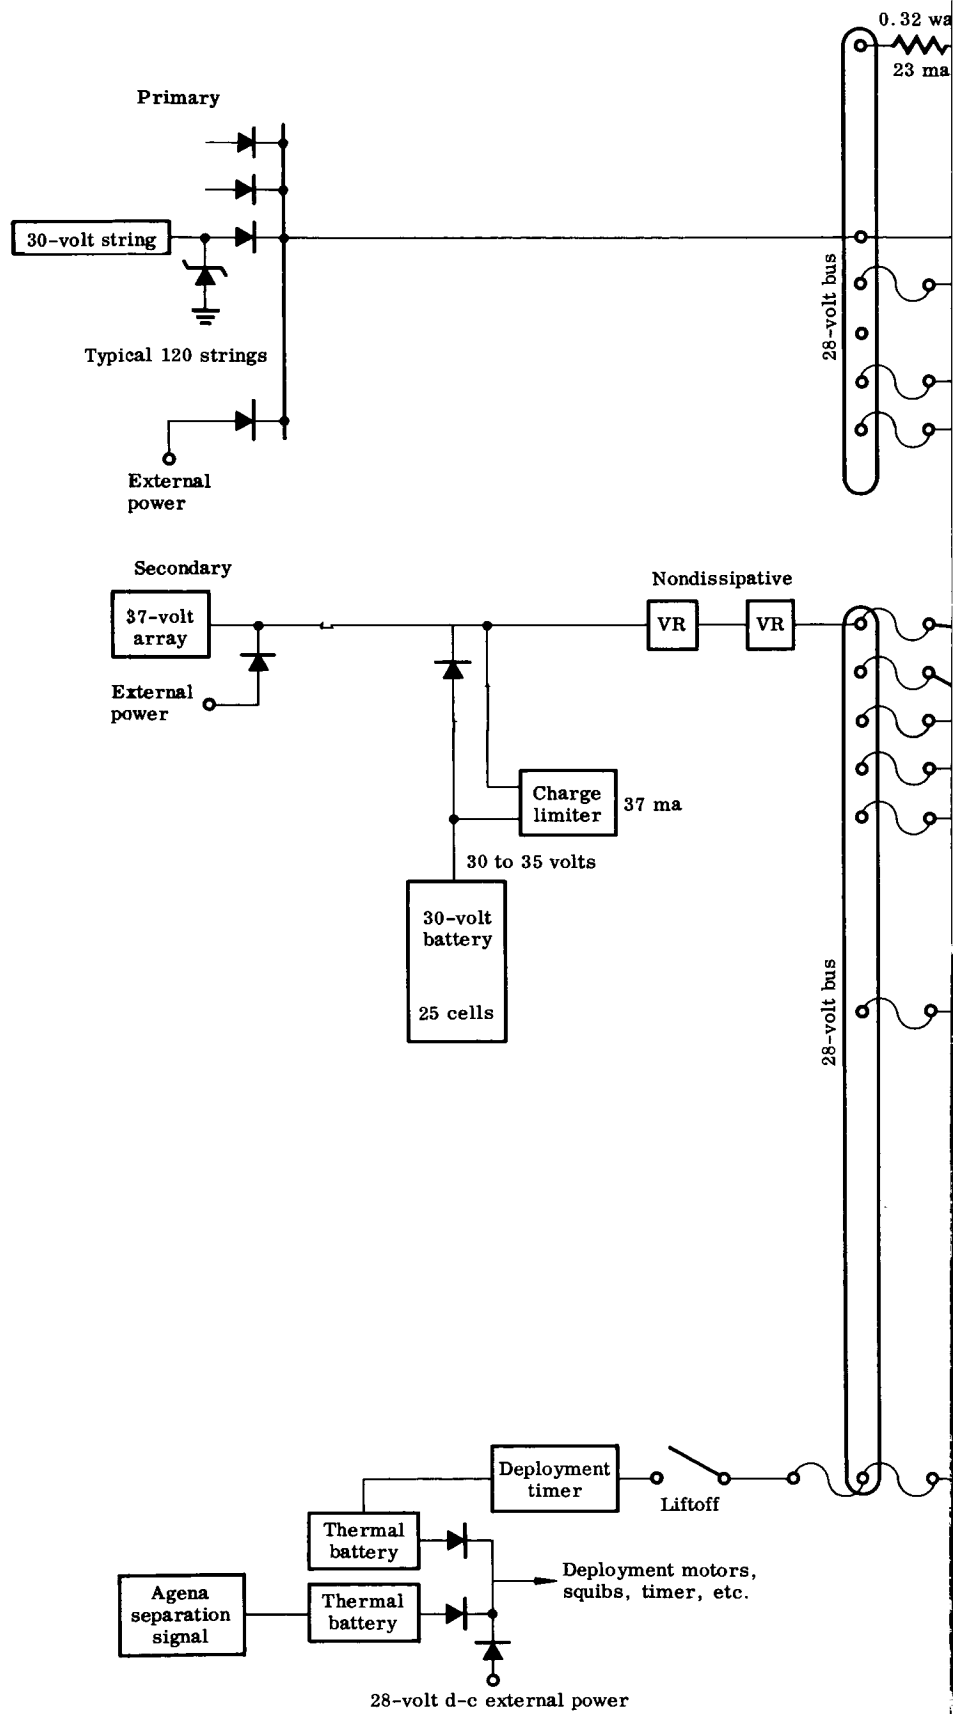 0.32 wa
23 ma
Primary
30-volt string
28-volt bus
Typical 120 strings
External
power
Secondary
37-volt
array
Nondissipative
VR
VR
External
power
Charge
limiter
37 ma
30 to 35 volts
30-volt
battery
25 cells
28-volt bus
Deployment
timer
Liftoff
Thermal
battery
Deployment motors,
squibs, timer, etc.
Agena
separation
signal
Thermal
battery
28-volt d-c external power